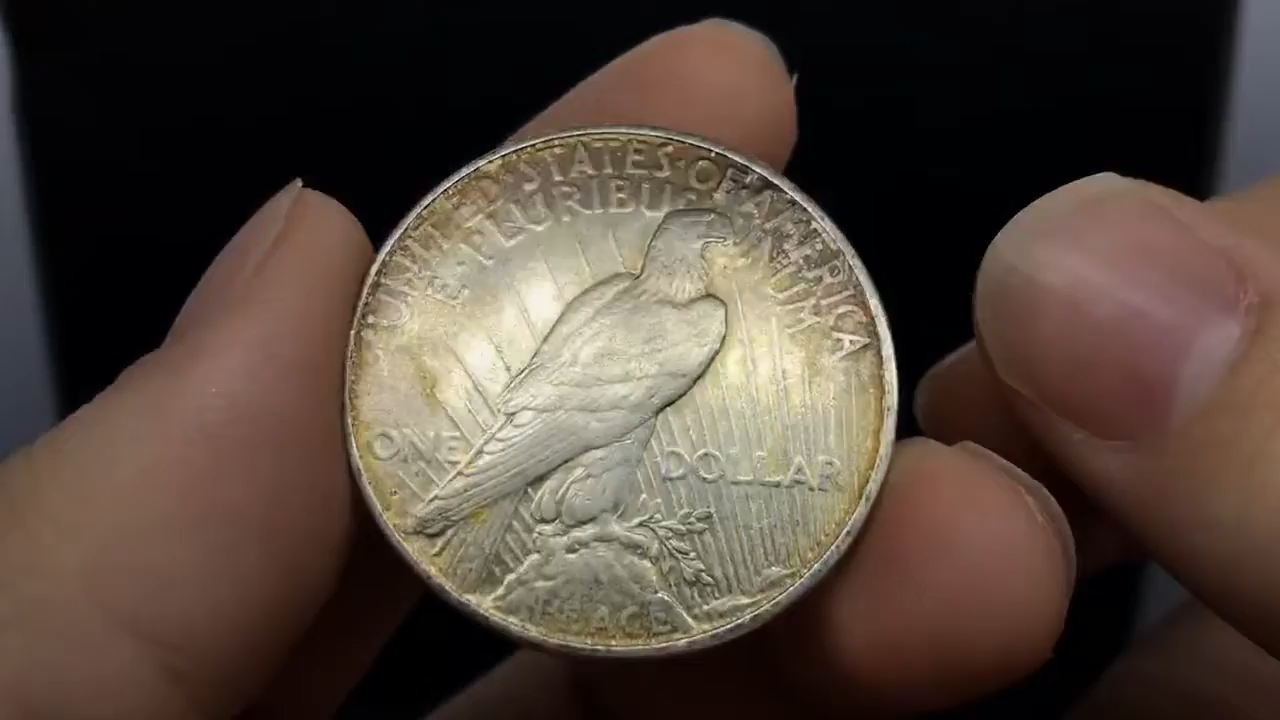 UNITED STATES OF AMERICA
E PLURIBUS UNUM
ONE DOLLAR
PEACE